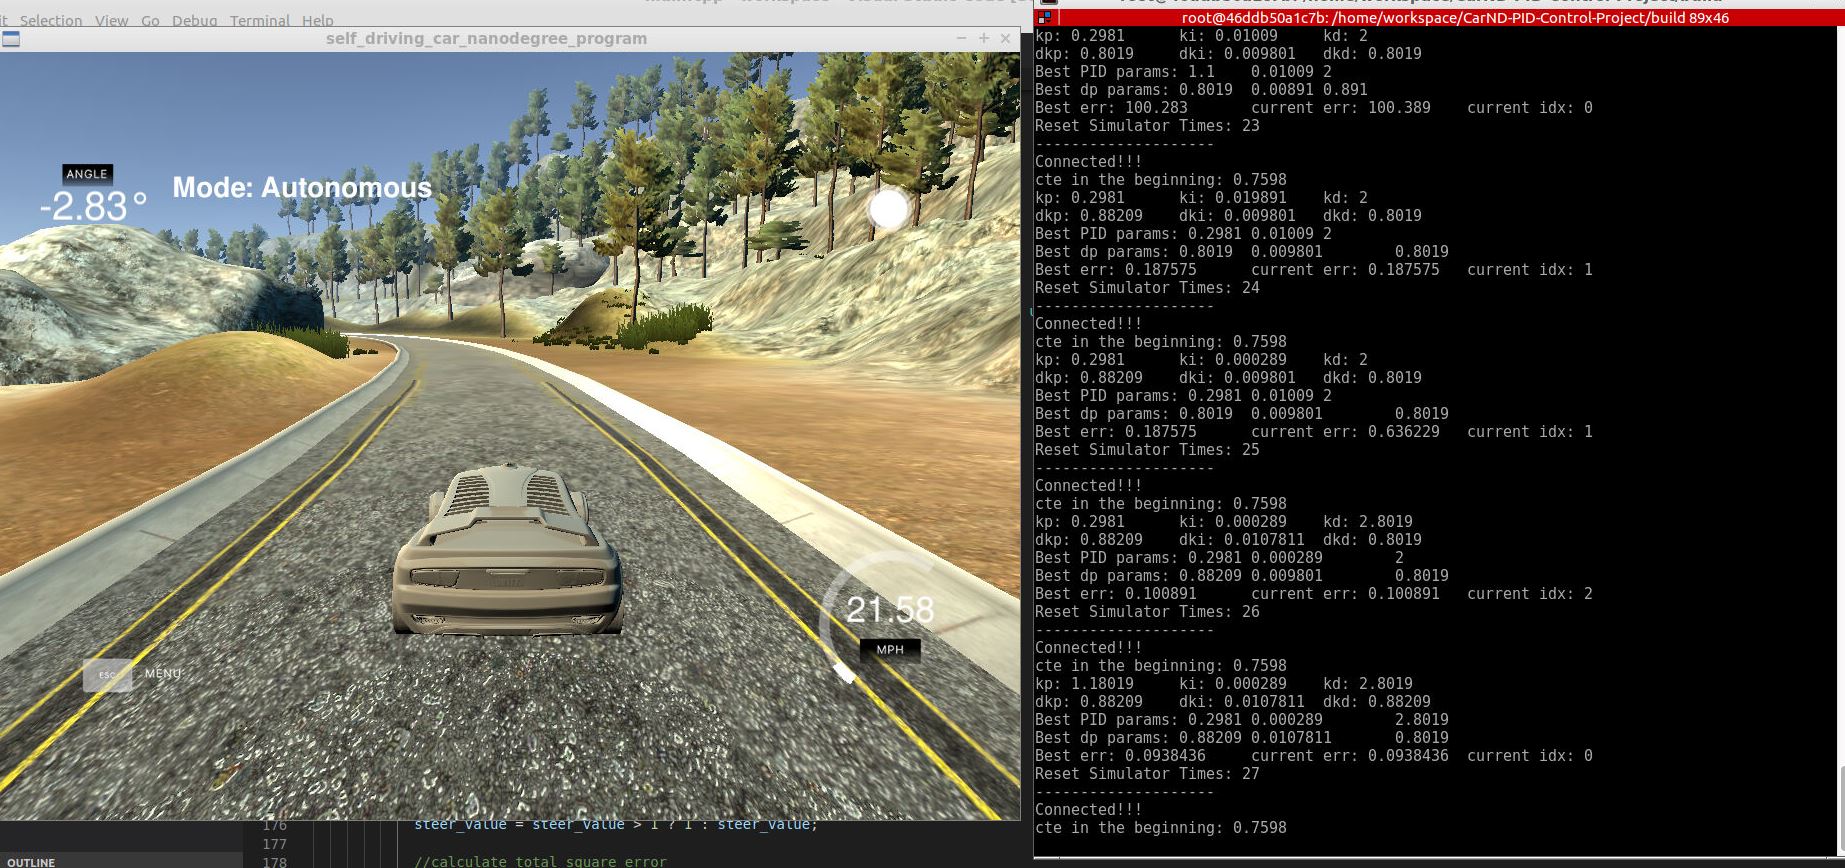 Selection View Go Debug Terminal Help
self_driving_car_nanodegree_program
ANGLE
-2.83°
Mode: Autonomous
21.58
MPH
ESC
MENU
176 steer_value = steer_value > 1 ? 1 : steer_value;
177
178 //calculate total square error
OUTLINE
root@46ddb50a1c7b: /home/workspace/CarND-PID-Control-Project/build 89x46
kp: 0.2981 ki: 0.01009 kd: 2
dkp: 0.8019 dki: 0.009801 dkd: 0.8019
Best PID params: 1.1 0.01009 2
Best dp params: 0.8019 0.00891 0.891
Best err: 100.283 current err: 100.389 current idx: 0
Reset Simulator Times: 23
--------------------
Connected!!!
cte in the beginning: 0.7598
kp: 0.2981 ki: 0.019891 kd: 2
dkp: 0.88209 dki: 0.009801 dkd: 0.8019
Best PID params: 0.2981 0.01009 2
Best dp params: 0.8019 0.009801 0.8019
Best err: 0.187575 current err: 0.187575 current idx: 1
Reset Simulator Times: 24
--------------------
Connected!!!
cte in the beginning: 0.7598
kp: 0.2981 ki: 0.000289 kd: 2
dkp: 0.88209 dki: 0.009801 dkd: 0.8019
Best PID params: 0.2981 0.01009 2
Best dp params: 0.8019 0.009801 0.8019
Best err: 0.187575 current err: 0.636229 current idx: 1
Reset Simulator Times: 25
--------------------
Connected!!!
cte in the beginning: 0.7598
kp: 0.2981 ki: 0.000289 kd: 2.8019
dkp: 0.88209 dki: 0.0107811 dkd: 0.8019
Best PID params: 0.2981 0.000289 2
Best dp params: 0.88209 0.009801 0.8019
Best err: 0.100891 current err: 0.100891 current idx: 2
Reset Simulator Times: 26
--------------------
Connected!!!
cte in the beginning: 0.7598
kp: 1.18019 ki: 0.000289 kd: 2.8019
dkp: 0.88209 dki: 0.0107811 dkd: 0.88209
Best PID params: 0.2981 0.000289 2.8019
Best dp params: 0.88209 0.0107811 0.8019
Best err: 0.0938436 current err: 0.0938436 current idx: 0
Reset Simulator Times: 27
--------------------
Connected!!!
cte in the beginning: 0.7598